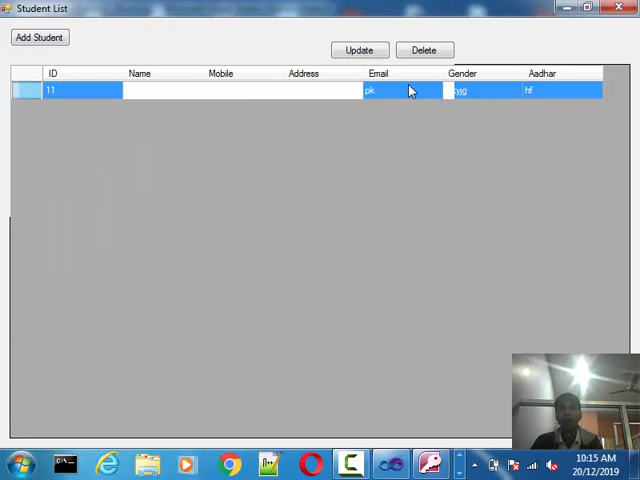 Student List
Add Student
Update Delete
ID Name Mobile Address Email Gender Aadhar
11 pk hf
10:15 AM
20/12/2019